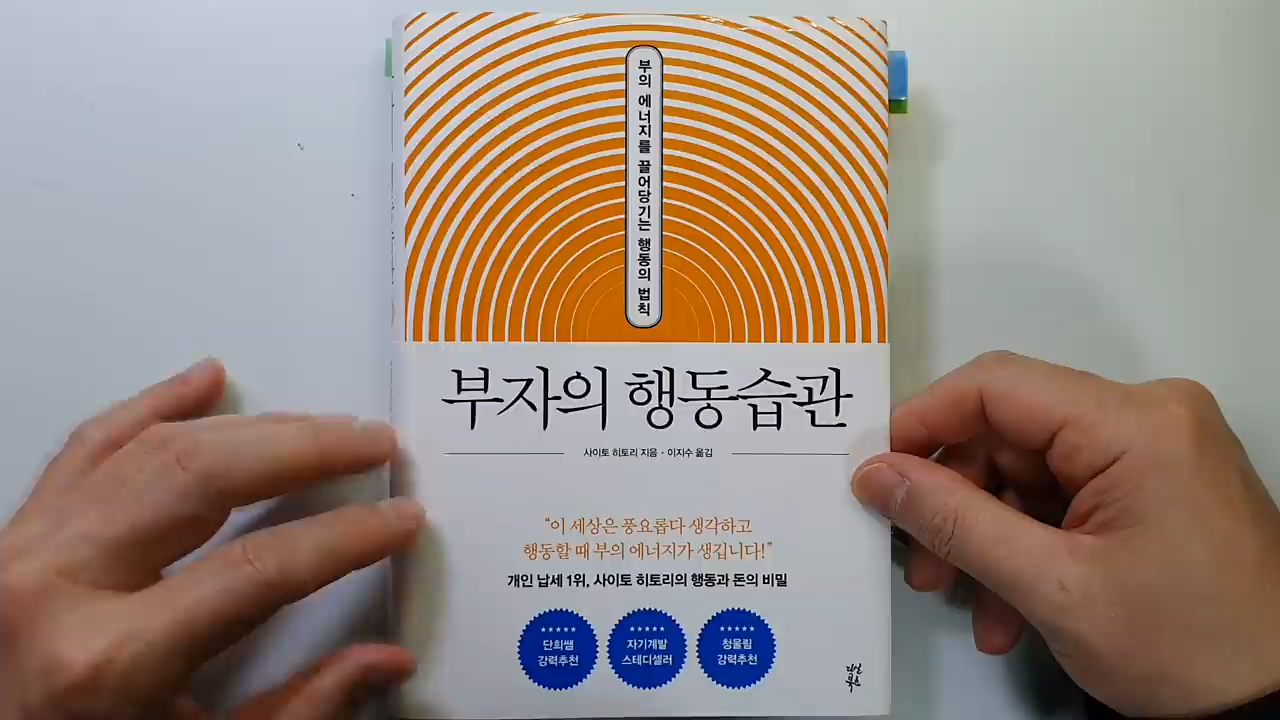 부의 에너지를 끌어당기는 행동의 법칙
부자의 행동습관
사이토 히토리 지음 · 이지수 옮김
“이 세상은 풍요롭다 생각하고
행동할 때 부의 에너지가 생깁니다!”
개인 납세 1위, 사이토 히토리의 행동과 돈의 비밀
단희쌤
강력추천
자기계발
스테디셀러
청울림
강력추천
다산
북스